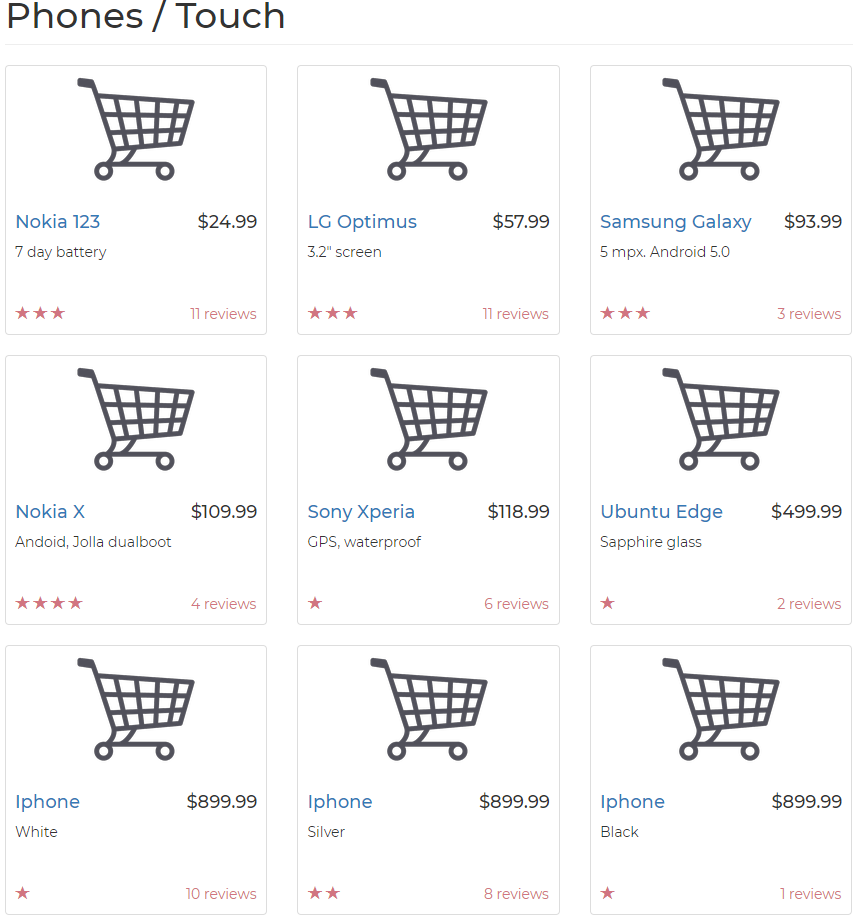 Phones / Touch
Nokia 123 $24.99
7 day battery
★★★ 11 reviews
LG Optimus $57.99
3.2" screen
★★★ 11 reviews
Samsung Galaxy $93.99
5 mpx. Android 5.0
★★★ 3 reviews
Nokia X $109.99
Andoid, Jolla dualboot
★★★★ 4 reviews
Sony Xperia $118.99
GPS, waterproof
★ 6 reviews
Ubuntu Edge $499.99
Sapphire glass
★ 2 reviews
Iphone $899.99
White
★ 10 reviews
Iphone $899.99
Silver
★★ 8 reviews
Iphone $899.99
Black
★ 1 reviews